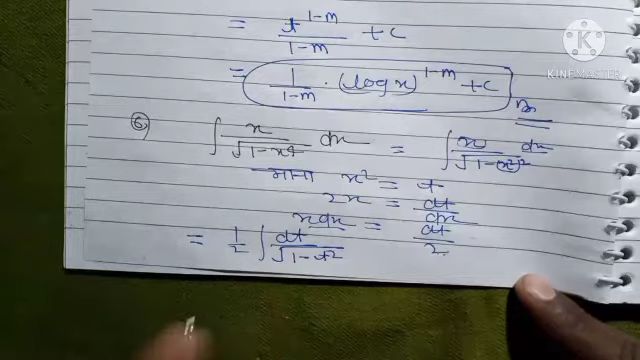 = t^{1-m}/(1-m) + c
= 1/(1-m) · (log x)^{1-m} + c
KINEMASTER
⑥ ∫ x/√(1-x⁴) dx = ∫ x/√(1-(x²)²) dx
माना x² = t
2x = dt/dx
x dx = dt/2
= 1/2 ∫ dt/√(1-t²)